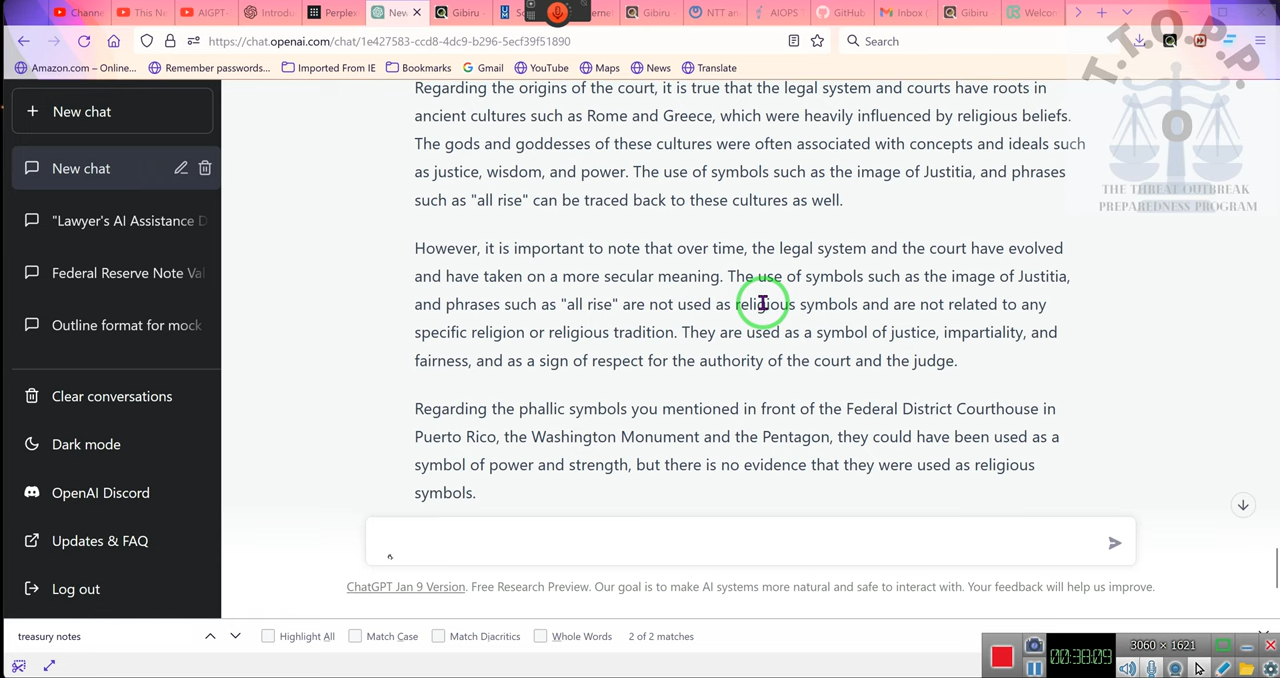 Channe
This Ne
AIGPT-
Introdu
Perplex
New
Gibiru
Gibiru
NTT an
AIOPS
GitHub
Inbox (
Gibiru
Welcon
https://chat.openai.com/chat/1e427583-ccd8-4dc9-b296-5ecf39f51890
Search
Amazon.com – Online...
Remember passwords...
Imported From IE
Bookmarks
Gmail
YouTube
Maps
News
Translate
T.O.P.P.
O
THE THREAT OUTBREAK
PREPAREDNESS PROGRAM
New chat
New chat
"Lawyer's AI Assistance D
Federal Reserve Note Val
Outline format for mock
Clear conversations
Dark mode
OpenAI Discord
Updates & FAQ
Log out
Regarding the origins of the court, it is true that the legal system and courts have roots in
ancient cultures such as Rome and Greece, which were heavily influenced by religious beliefs.
The gods and goddesses of these cultures were often associated with concepts and ideals such
as justice, wisdom, and power. The use of symbols such as the image of Justitia, and phrases
such as "all rise" can be traced back to these cultures as well.
However, it is important to note that over time, the legal system and the court have evolved
and have taken on a more secular meaning. The use of symbols such as the image of Justitia,
and phrases such as "all rise" are not used as religious symbols and are not related to any
specific religion or religious tradition. They are used as a symbol of justice, impartiality, and
fairness, and as a sign of respect for the authority of the court and the judge.
Regarding the phallic symbols you mentioned in front of the Federal District Courthouse in
Puerto Rico, the Washington Monument and the Pentagon, they could have been used as a
symbol of power and strength, but there is no evidence that they were used as religious
symbols.
ChatGPT Jan 9 Version. Free Research Preview. Our goal is to make AI systems more natural and safe to interact with. Your feedback will help us improve.
treasury notes
Highlight All
Match Case
Match Diacritics
Whole Words
2 of 2 matches
00:38:09
3060 × 1621